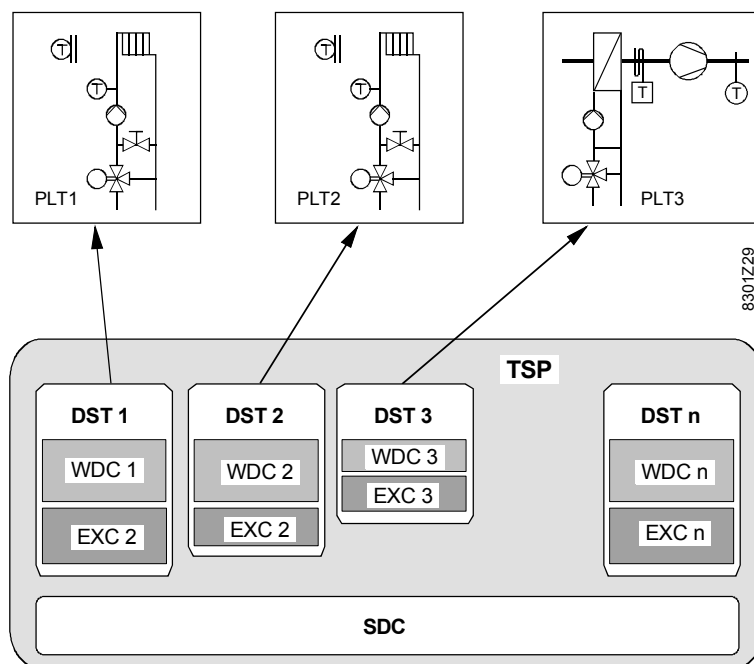 T
T
T
T
T
T
PLT1
PLT2
PLT3
8301Z29
TSP
DST 1
DST 2
DST 3
DST n
WDC 1
WDC 2
WDC 3
WDC n
EXC 2
EXC 2
EXC 3
EXC n
SDC